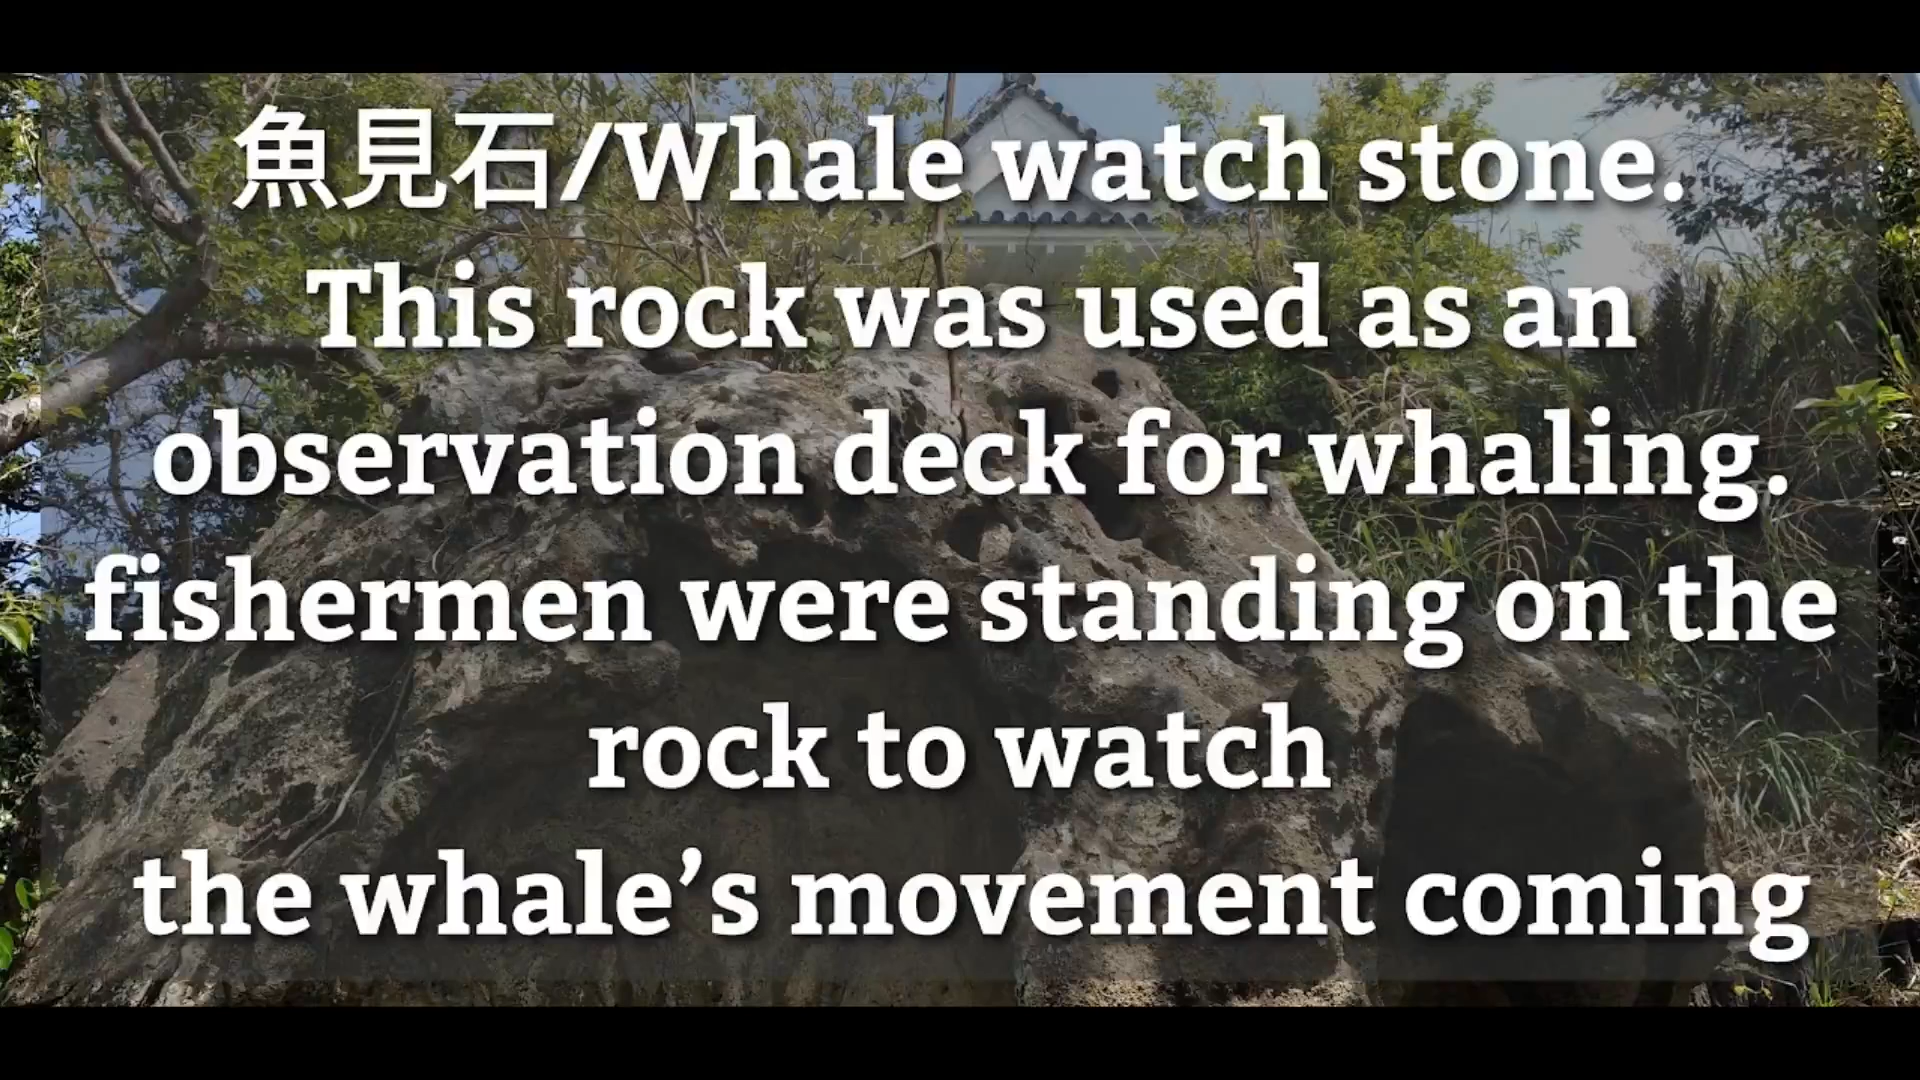 魚見石/Whale watch stone.
This rock was used as an
observation deck for whaling.
fishermen were standing on the
rock to watch
the whale’s movement coming